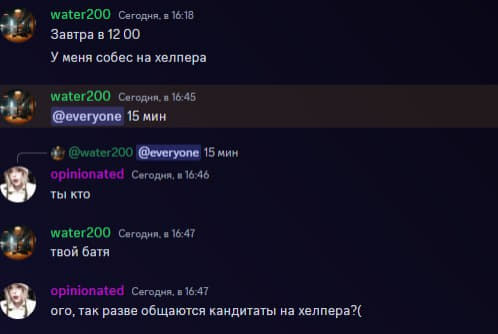 water200 Сегодня, в 16:18
Завтра в 12 00
У меня собес на хелпера
water200 Сегодня, в 16:45
@everyone 15 мин
@water200 @everyone 15 мин
opinionated Сегодня, в 16:46
ты кто
water200 Сегодня, в 16:47
твой батя
opinionated Сегодня, в 16:47
ого, так разве общаются кандитаты на хелпера?(